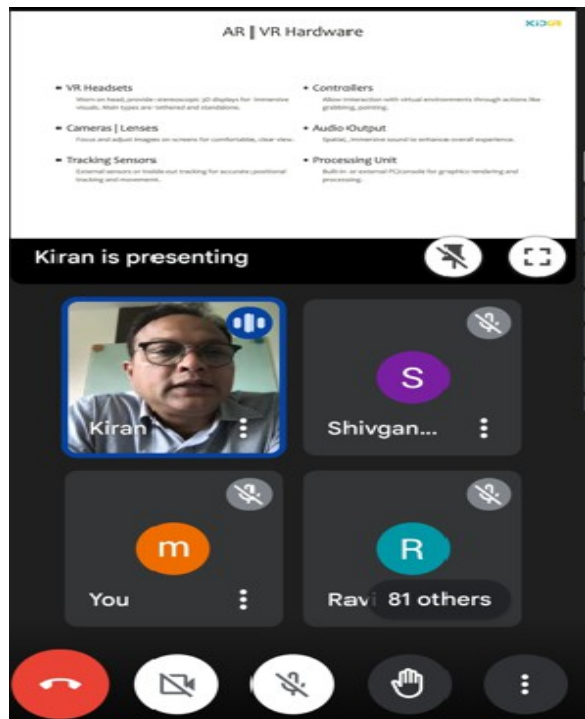 AR | VR Hardware
KiDVR
VR Headsets
Worn on head, provide stereoscopic 3D displays for immersive
visuals. Main types are tethered and standalone.
Cameras | Lenses
Focus and adjust images on screens for comfortable, clear view.
Tracking Sensors
External sensors or inside-out tracking for accurate positional
tracking and movement.
Controllers
Allow interaction with virtual environments through actions like
grabbing, pointing.
Audio Output
Spatial, immersive sound to enhance overall experience.
Processing Unit
Built-in or external PC/console for graphics rendering and
processing.
Kiran is presenting
Kiran
S
Shivgan...
m
You
R
Ravi
81 others